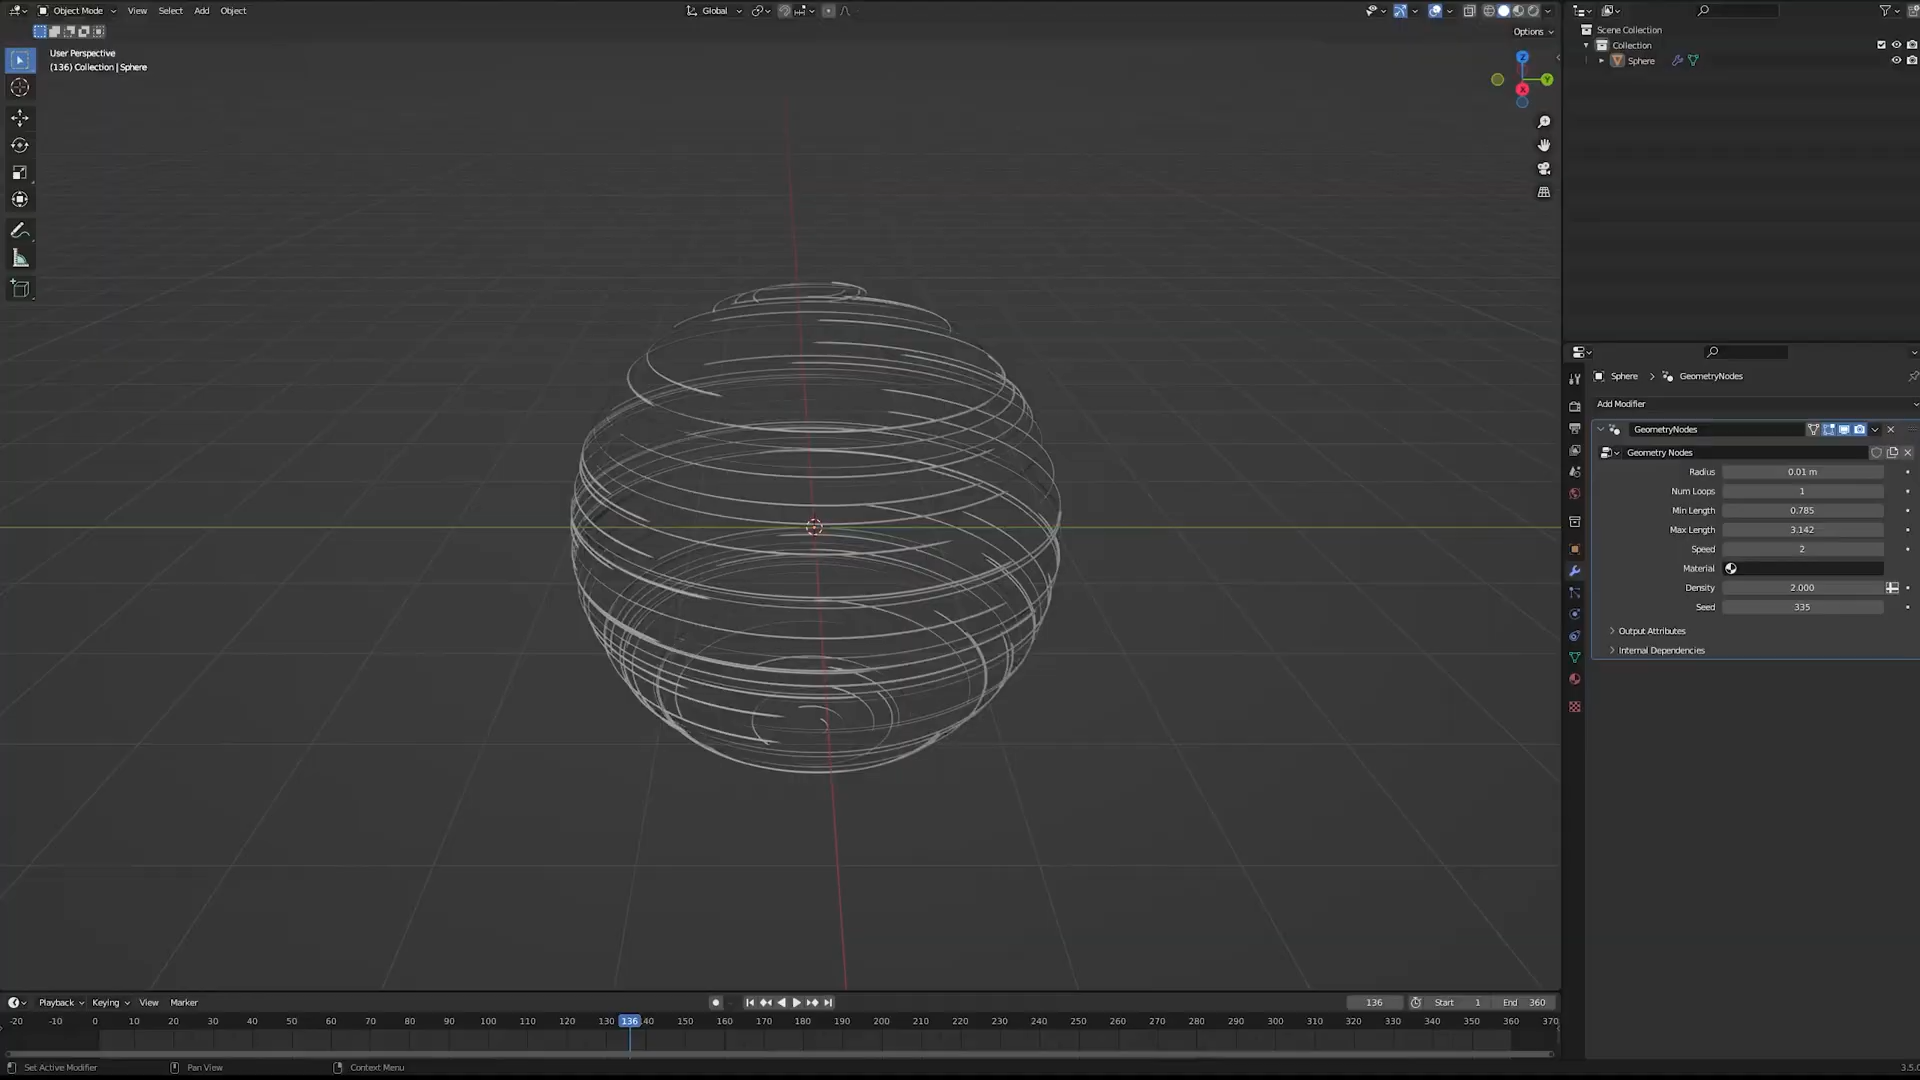 Object Mode View Select Add Object Global
Options
User Perspective
(136) Collection | Sphere
Z
Y
X
Scene Collection
Collection
Sphere
Sphere > GeometryNodes
Add Modifier
GeometryNodes
Geometry Nodes
Radius 0.01 m
Num Loops 1
Min Length 0.785
Max Length 3.142
Speed 2
Material
Density 2.000
Seed 335
Output Attributes
Internal Dependencies
Playback Keying View Marker 136 Start 1 End 360
-20 -10 0 10 20 30 40 50 60 70 80 90 100 110 120 130 136 40 150 160 170 180 190 200 210 220 230 240 250 260 270 280 290 300 310 320 330 340 350 360 370
Set Active Modifier Pan View Context Menu 3.5.